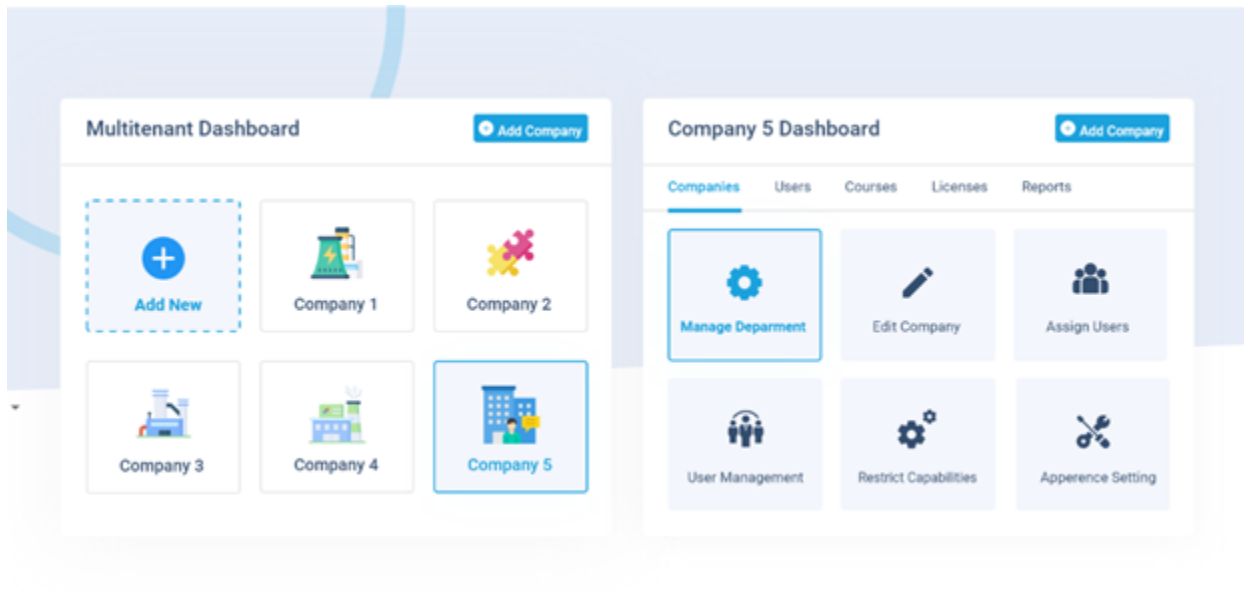 Multitenant Dashboard
Add Company
Add New
Company 1
Company 2
Company 3
Company 4
Company 5
Company 5 Dashboard
Add Company
Companies Users Courses Licenses Reports
Manage Deparment
Edit Company
Assign Users
User Management
Restrict Capabilities
Apperence Setting